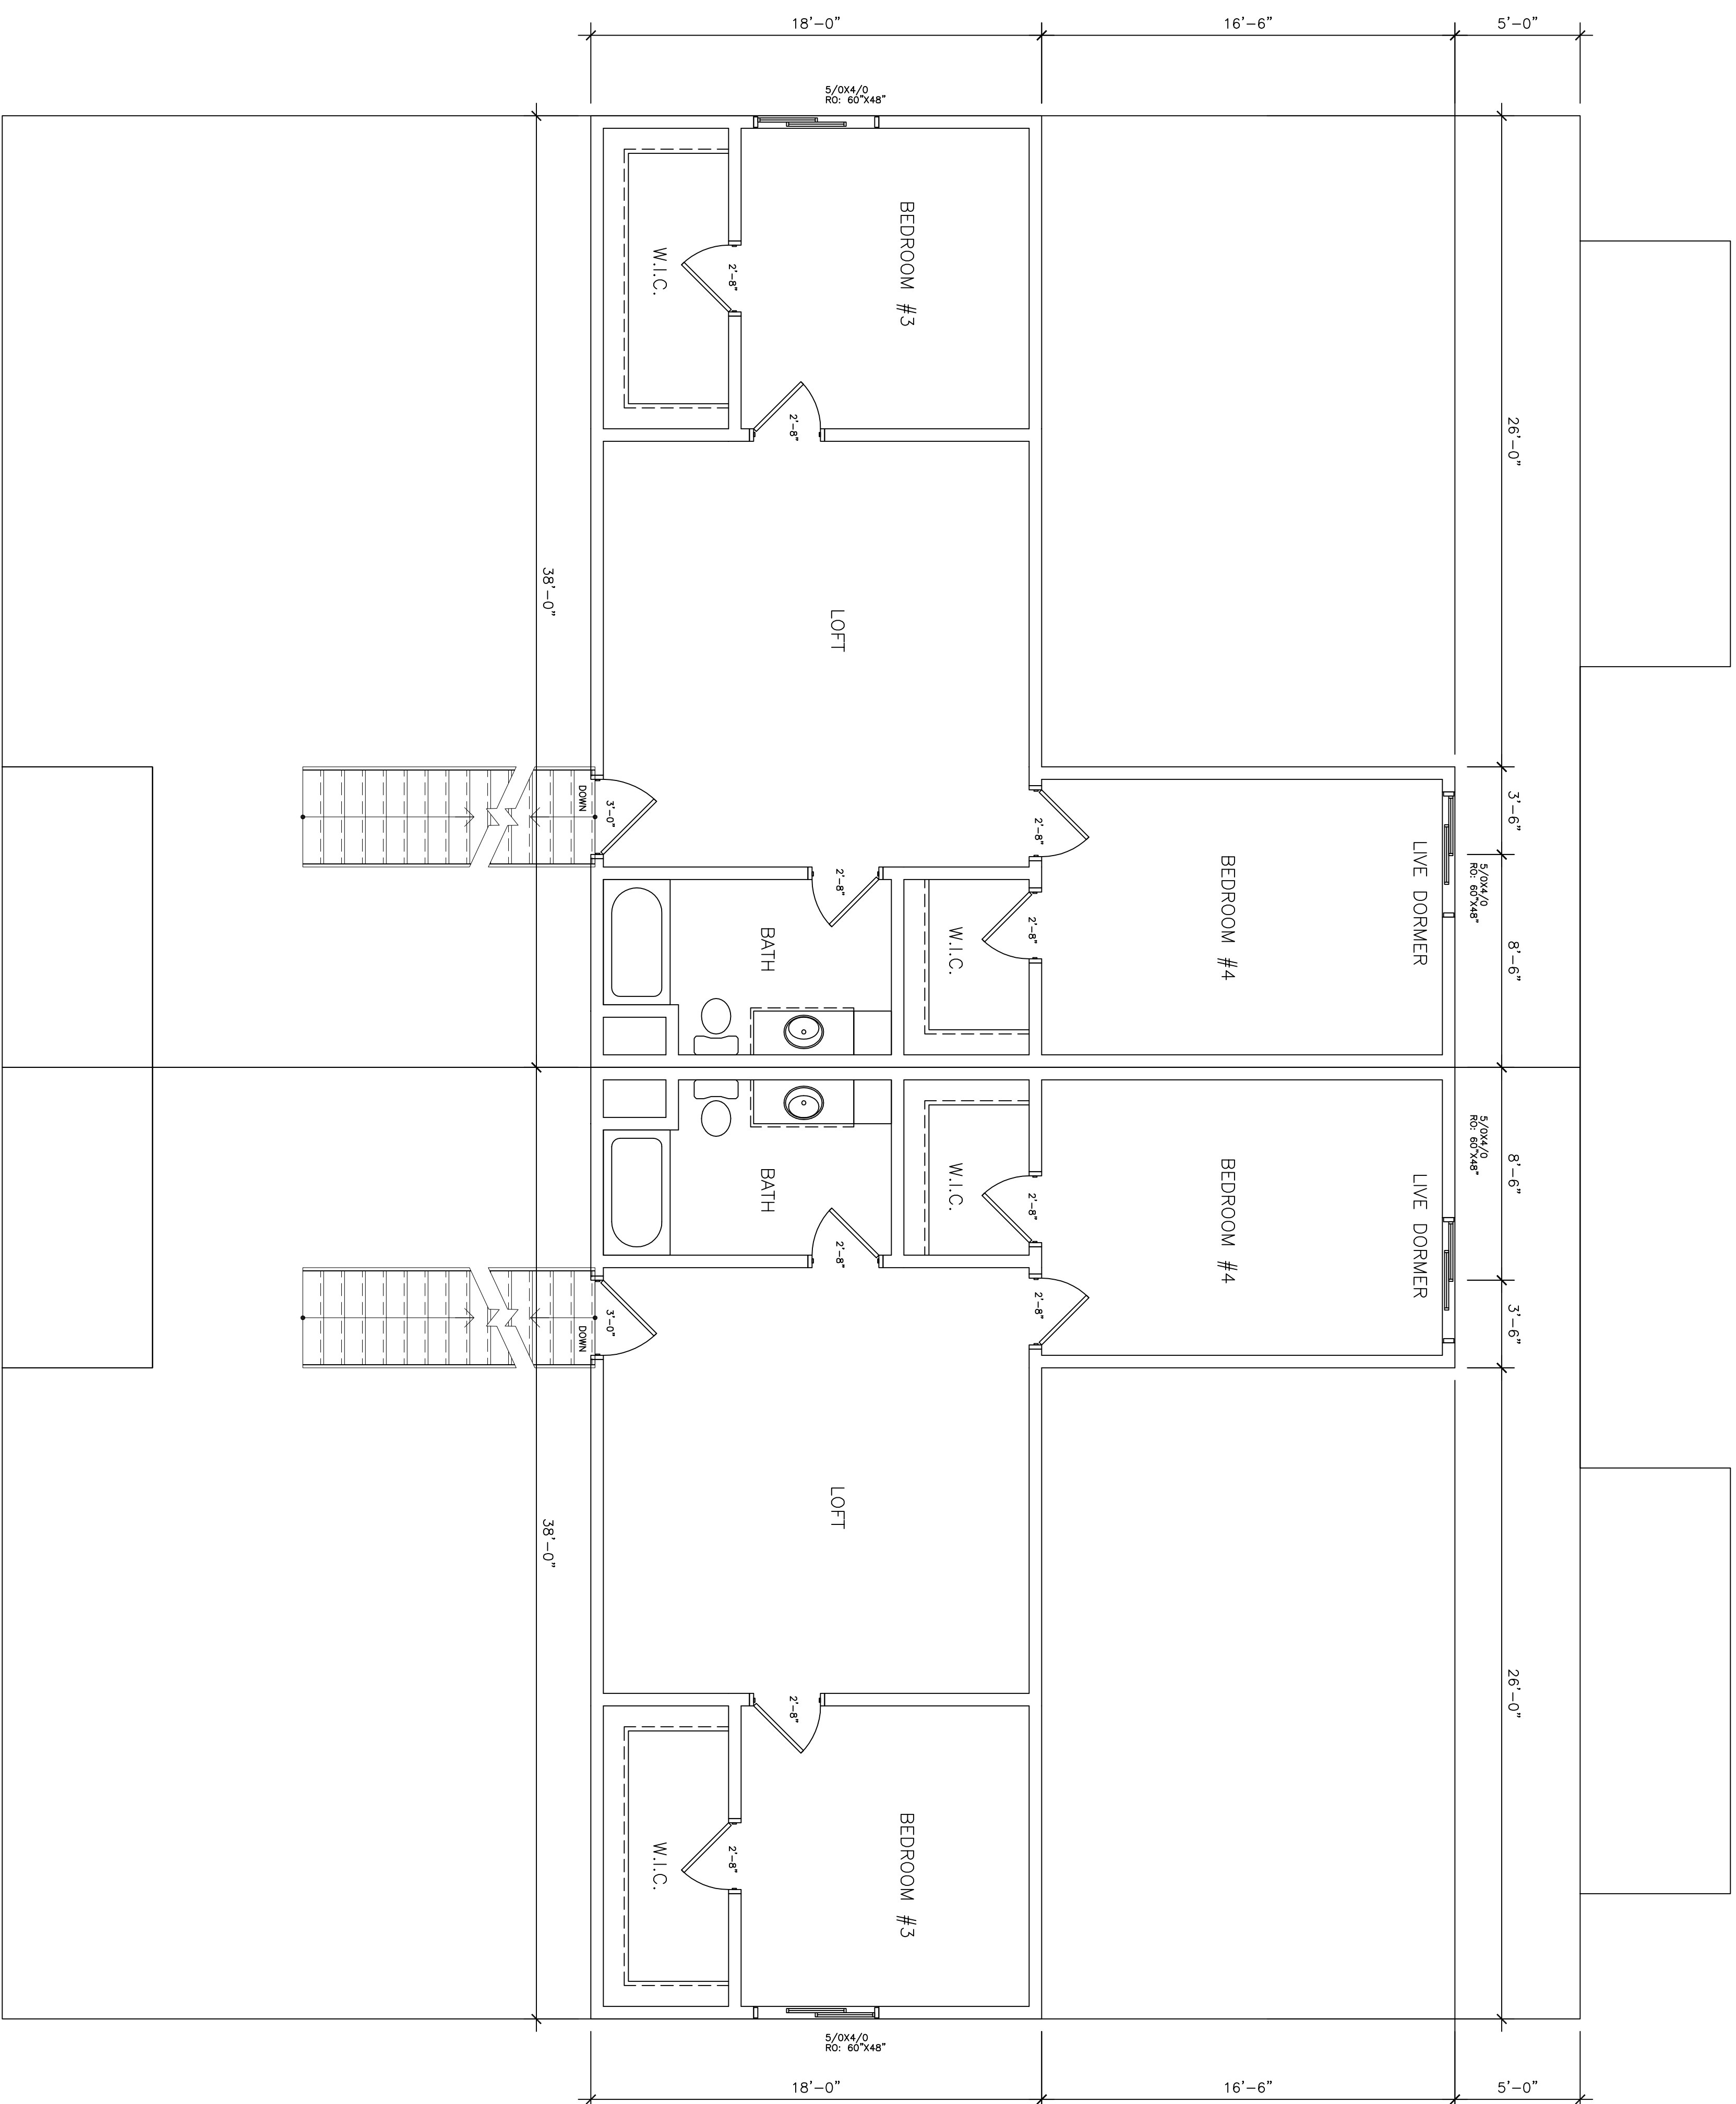 18'-0"
16'-6"
5'-0"
5/0X4/0
RO: 60"X48"
26'-0"
BEDROOM #3
W.I.C.
2'-8"
2'-8"
38'-0"
LOFT
3'-6"
DOWN
3'-0"
2'-8"
2'-8"
LIVE DORMER
5/0X4/0
RO: 60"X48"
BEDROOM #4
2'-8"
W.I.C.
BATH
8'-6"
8'-6"
5/0X4/0
RO: 60"X48"
BEDROOM #4
LIVE DORMER
W.I.C.
2'-8"
BATH
2'-8"
2'-8"
3'-6"
3'-0"
DOWN
LOFT
38'-0"
26'-0"
2'-8"
BEDROOM #3
W.I.C.
2'-8"
5/0X4/0
RO: 60"X48"
18'-0"
16'-6"
5'-0"